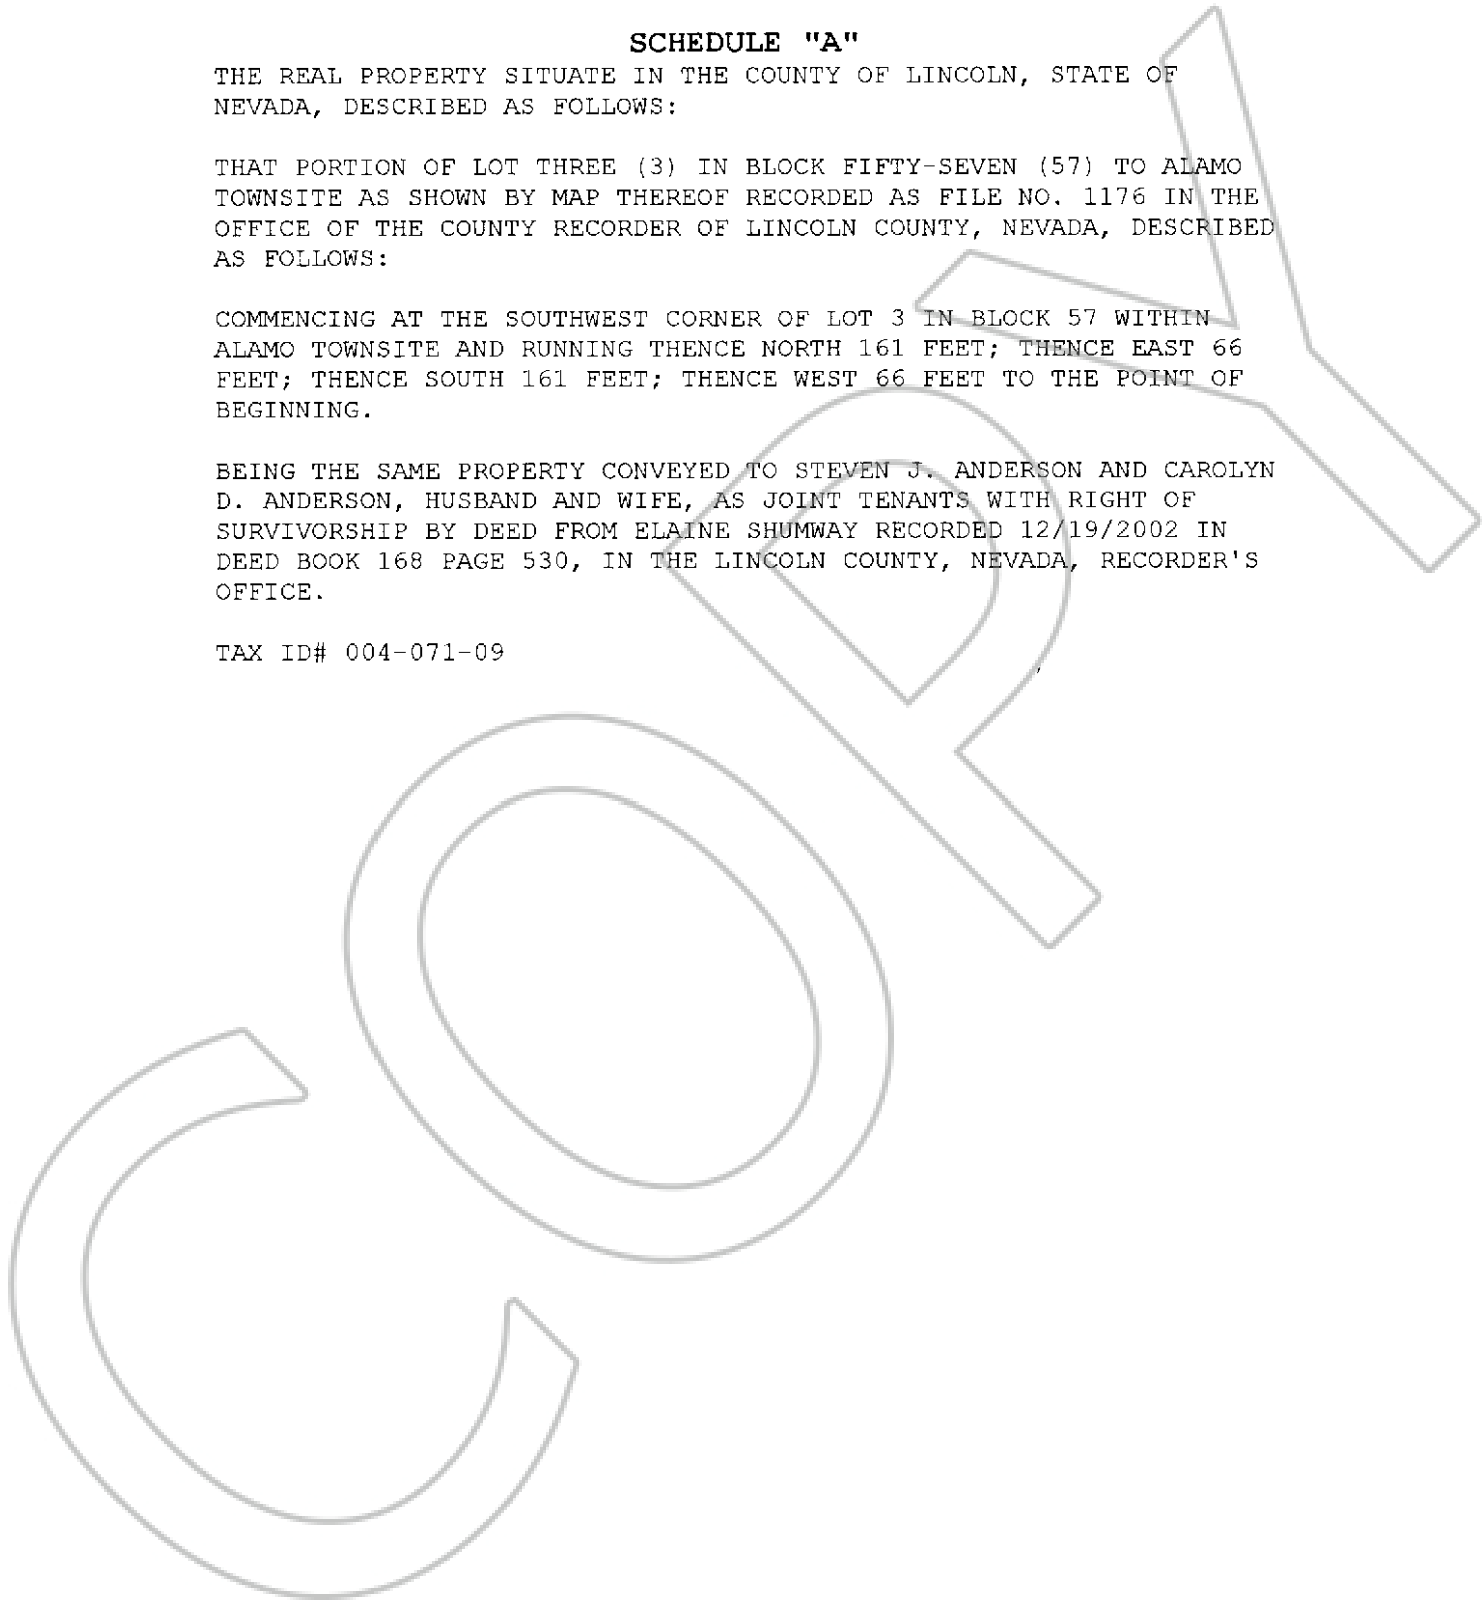 SCHEDULE "A"
THE REAL PROPERTY SITUATE IN THE COUNTY OF LINCOLN, STATE OF
NEVADA, DESCRIBED AS FOLLOWS:
THAT PORTION OF LOT THREE (3) IN BLOCK FIFTY-SEVEN (57) TO ALAMO
TOWNSITE AS SHOWN BY MAP THEREOF RECORDED AS FILE NO. 1176 IN THE
OFFICE OF THE COUNTY RECORDER OF LINCOLN COUNTY, NEVADA, DESCRIBED
AS FOLLOWS:
COMMENCING AT THE SOUTHWEST CORNER OF LOT 3 IN BLOCK 57 WITHIN
ALAMO TOWNSITE AND RUNNING THENCE NORTH 161 FEET; THENCE EAST 66
FEET; THENCE SOUTH 161 FEET; THENCE WEST 66 FEET TO THE POINT OF
BEGINNING.
BEING THE SAME PROPERTY CONVEYED TO STEVEN J. ANDERSON AND CAROLYN
D. ANDERSON, HUSBAND AND WIFE, AS JOINT TENANTS WITH RIGHT OF
SURVIVORSHIP BY DEED FROM ELAINE SHUMWAY RECORDED 12/19/2002 IN
DEED BOOK 168 PAGE 530, IN THE LINCOLN COUNTY, NEVADA, RECORDER'S
OFFICE.
TAX ID# 004-071-09
COPY